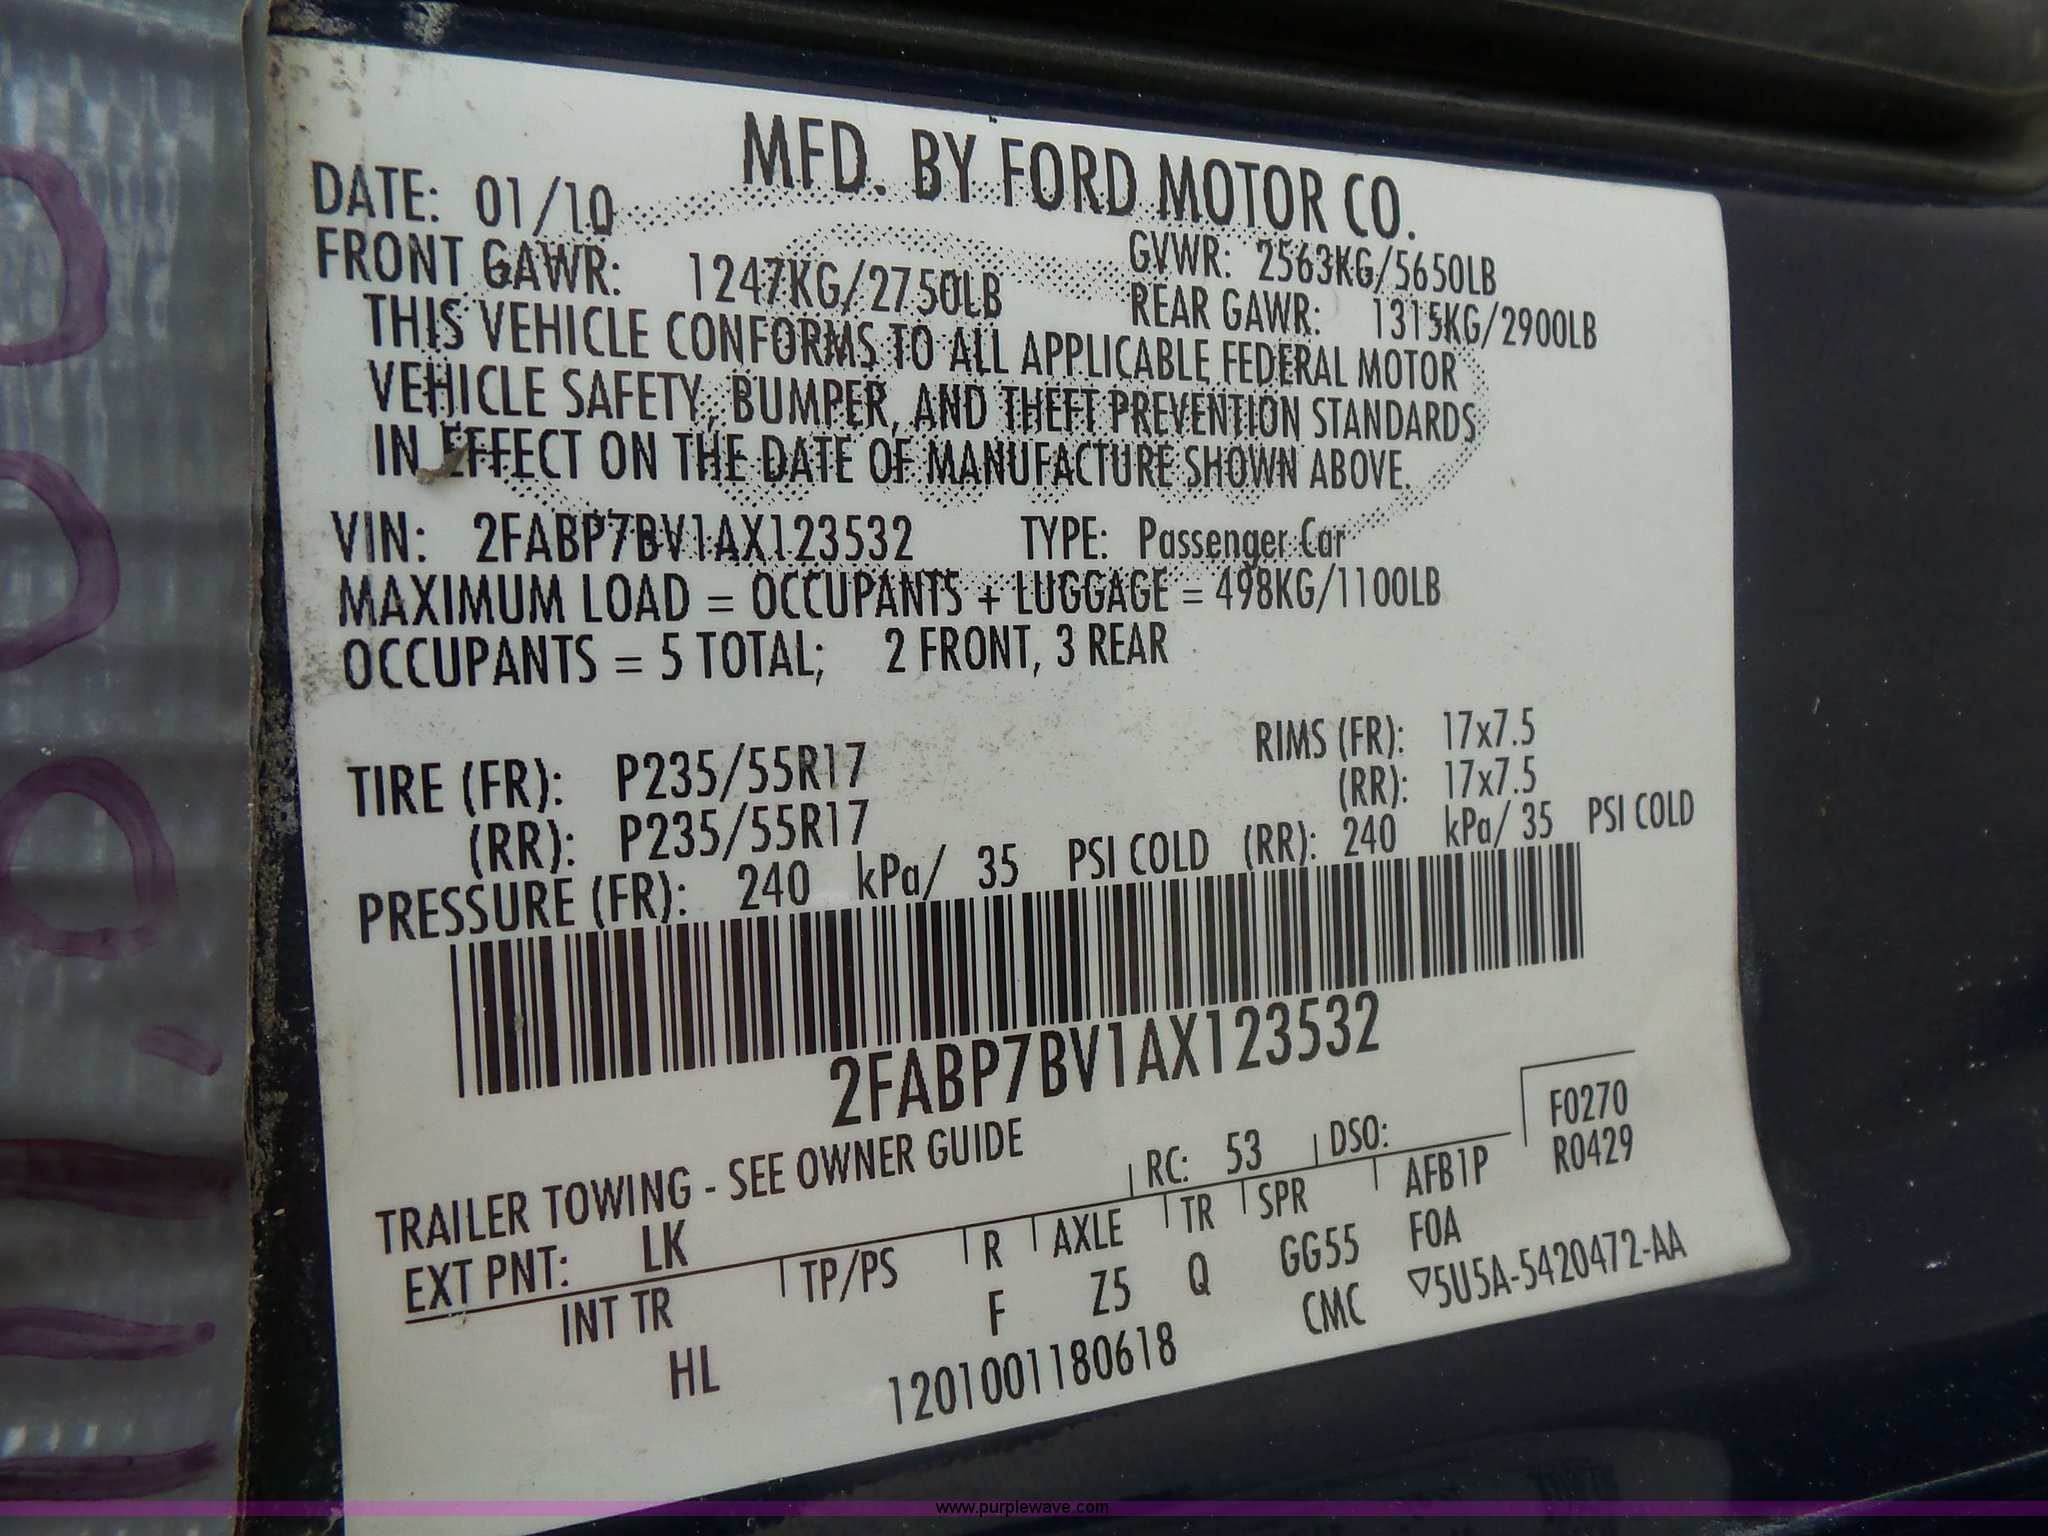 MFD. BY FORD MOTOR CO.
DATE: 01/10 GVWR: 2563KG/5650LB
FRONT GAWR: 1247KG/2750LB REAR GAWR: 1315KG/2900LB
THIS VEHICLE CONFORMS TO ALL APPLICABLE FEDERAL MOTOR
VEHICLE SAFETY, BUMPER, AND THEFT PREVENTION STANDARDS
IN EFFECT ON THE DATE OF MANUFACTURE SHOWN ABOVE.
VIN: 2FABP7BV1AX123532 TYPE: Passenger Car
MAXIMUM LOAD = OCCUPANTS + LUGGAGE = 498KG/1100LB
OCCUPANTS = 5 TOTAL; 2 FRONT, 3 REAR
TIRE (FR): P235/55R17 RIMS (FR): 17x7.5
(RR): P235/55R17 (RR): 17x7.5
PRESSURE (FR): 240 kPa/ 35 PSI COLD (RR): 240 kPa/ 35 PSI COLD
2FABP7BV1AX123532
TRAILER TOWING - SEE OWNER GUIDE
F0270
EXT PNT: LK RC: 53 DSO: R0429
INT TR TP/PS R AXLE TR SPR AFB1P
HL F Z5 Q GG55 FOA
1201001180618 CMC ▽5U5A-5420472-AA
www.purplewave.com